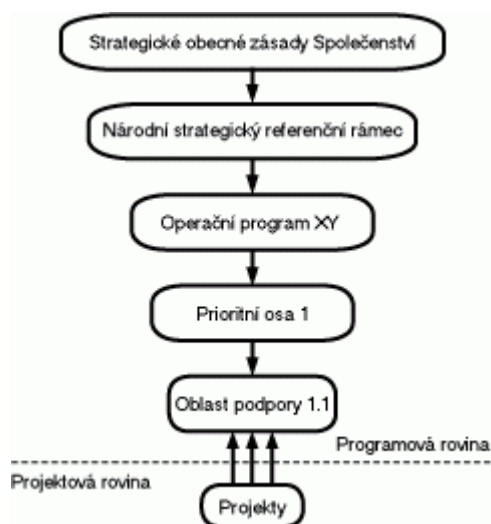 Strategické obecné zásady Společenství
Národní strategický referenční rámec
Operační program XY
Prioritní osa 1
Oblast podpory 1.1
Programová rovina
Projektová rovina
Projekty